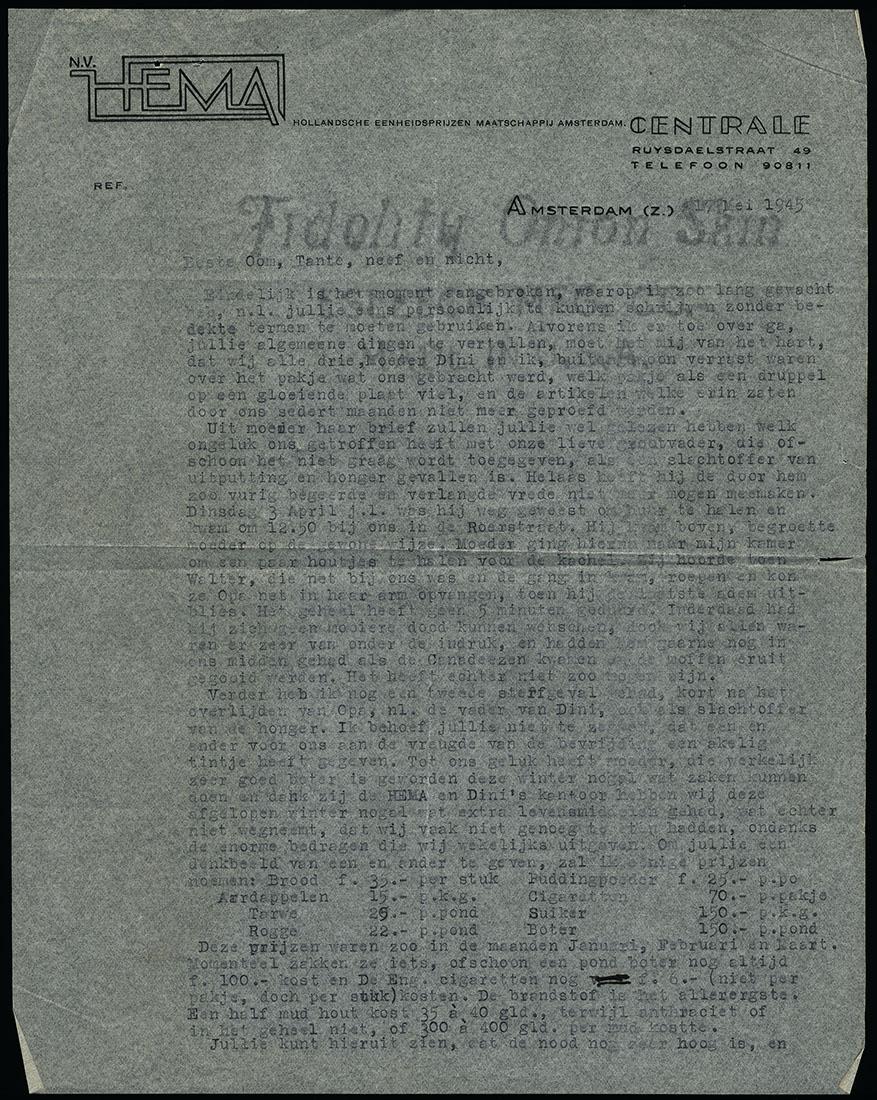 N.V. HEMA
HOLLANDSCHE EENHEIDSPRIJZEN MAATSCHAPPIJ AMSTERDAM. CENTRALE
RUYSDAELSTRAAT 49
TELEFOON 90811
REF.
AMSTERDAM (Z.) 17 Mei 1945
Fidelity Onion Skin
Beste Oom, Tante, neef en nicht,
Eindelijk is het moment aangebroken, waarop ik zoo lang gewacht
heb, n.l. jullie eens persoonlijk te kunnen schrijven zonder be-
dekte termen te moeten gebruiken. Alvorens ik er toe over ga,
jullie algemeene dingen te vertellen, moet het mij van het hart,
dat wij alle drie, Moeder Dini en ik, buitengewoon verrast waren
over het pakje wat ons gebracht werd, welk pakje als een druppel
op een gloeiende plaat viel, en de artikelen welke erin zaten
door ons sedert maanden niet meer geproefd werden.
Uit moeder haar brief zullen jullie wel gelezen hebben welk
ongeluk ons getroffen heeft met onze lieve grootvader, die of-
schoon het niet graag wordt toegegeven, als een slachtoffer van
uitputting en honger gevallen is. Helaas heeft hij de door hem
zoo vurig begeerde en verlangde vrede niet meer mogen meemaken.
Dinsdag 3 April j.l. was hij weg geweest om huur te halen en
kwam om 12.50 bij ons in de Roerstraat. Hij kwam boven, begroette
moeder op de gewone wijze. Moeder ging hierna naar mijn kamer
om een paar houtjes te halen voor de kachel. Zij hoorde toen
Walter, die net bij ons was en de gang in kwam, roepen en kon
ze Opa net in haar arm opvangen, toen hij de laatste adem uit-
blies. Het geheel heeft geen 5 minuten geduurd. Inderdaad had
hij zich geen mooiere dood kunnen wenschen, doch wij allen wa-
ren er zeer van onder de indruk, en hadden hem gaarne nog in
ons midden gehad als de Canadeezen kwamen en de moffen eruit
gegooid werden. Het heeft echter niet zoo mogen zijn.
Verder heb ik nog een tweede sterfgeval gehad, kort na het
overlijden van Opa, nl. de vader van Dini, ook als slachtoffer
van de honger. Ik behoef jullie niet te zeggen, dat een en
ander voor ons aan de vreugde van de bevrijding een akelig
tintje heeft gegeven. Tot ons geluk heeft moeder, die werkelijk
zeer goed boter is geworden deze winter nogal wat zaken kunnen
doen en dank zij de HEMA en Dini's kantoor hebben wij deze
afgelopen winter nogal wat extra levensmiddelen gehad, wat echter
niet wegneemt, dat wij vaak niet genoeg te eten hadden, ondanks
de enorme bedragen die wij wekelijks uitgeven. Om jullie een
denkbeeld van een en ander te geven, zal ik eenige prijzen
noemen: Brood f. 35.- per stuk Puddingpoeder f. 25.- p.po
Aardappelen 15.- p.k.g. Cigaretten 70.- p.pakje
Tarwe 29.- p.pond Suiker 150.- p.k.g.
Rogge 22.- p.pond Boter 150.- p.pond
Deze prijzen waren zoo in de maanden Januari, Februari en Maart.
Momenteel zakken ze iets, ofschoon een pond boter nog altijd
f. 100.- kost en De Eng. cigaretten nog f. 6.- (niet per
pakje, doch per stuk) kosten. De brandstof is het allerergste.
Een half mud hout kost 35 à 40 gld., terwijl anthraciet of
in het geheel niet, of 300 à 400 gld. per mud kostte.
Jullie kunt hieruit zien, dat de nood nog zeer hoog is, en